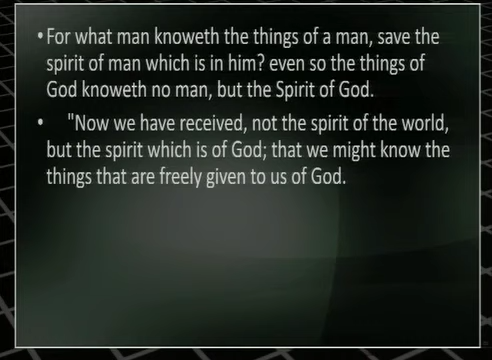 •For what man knoweth the things of a man, save the
spirit of man which is in him? even so the things of
God knoweth no man, but the Spirit of God.
• "Now we have received, not the spirit of the world,
but the spirit which is of God; that we might know the
things that are freely given to us of God.